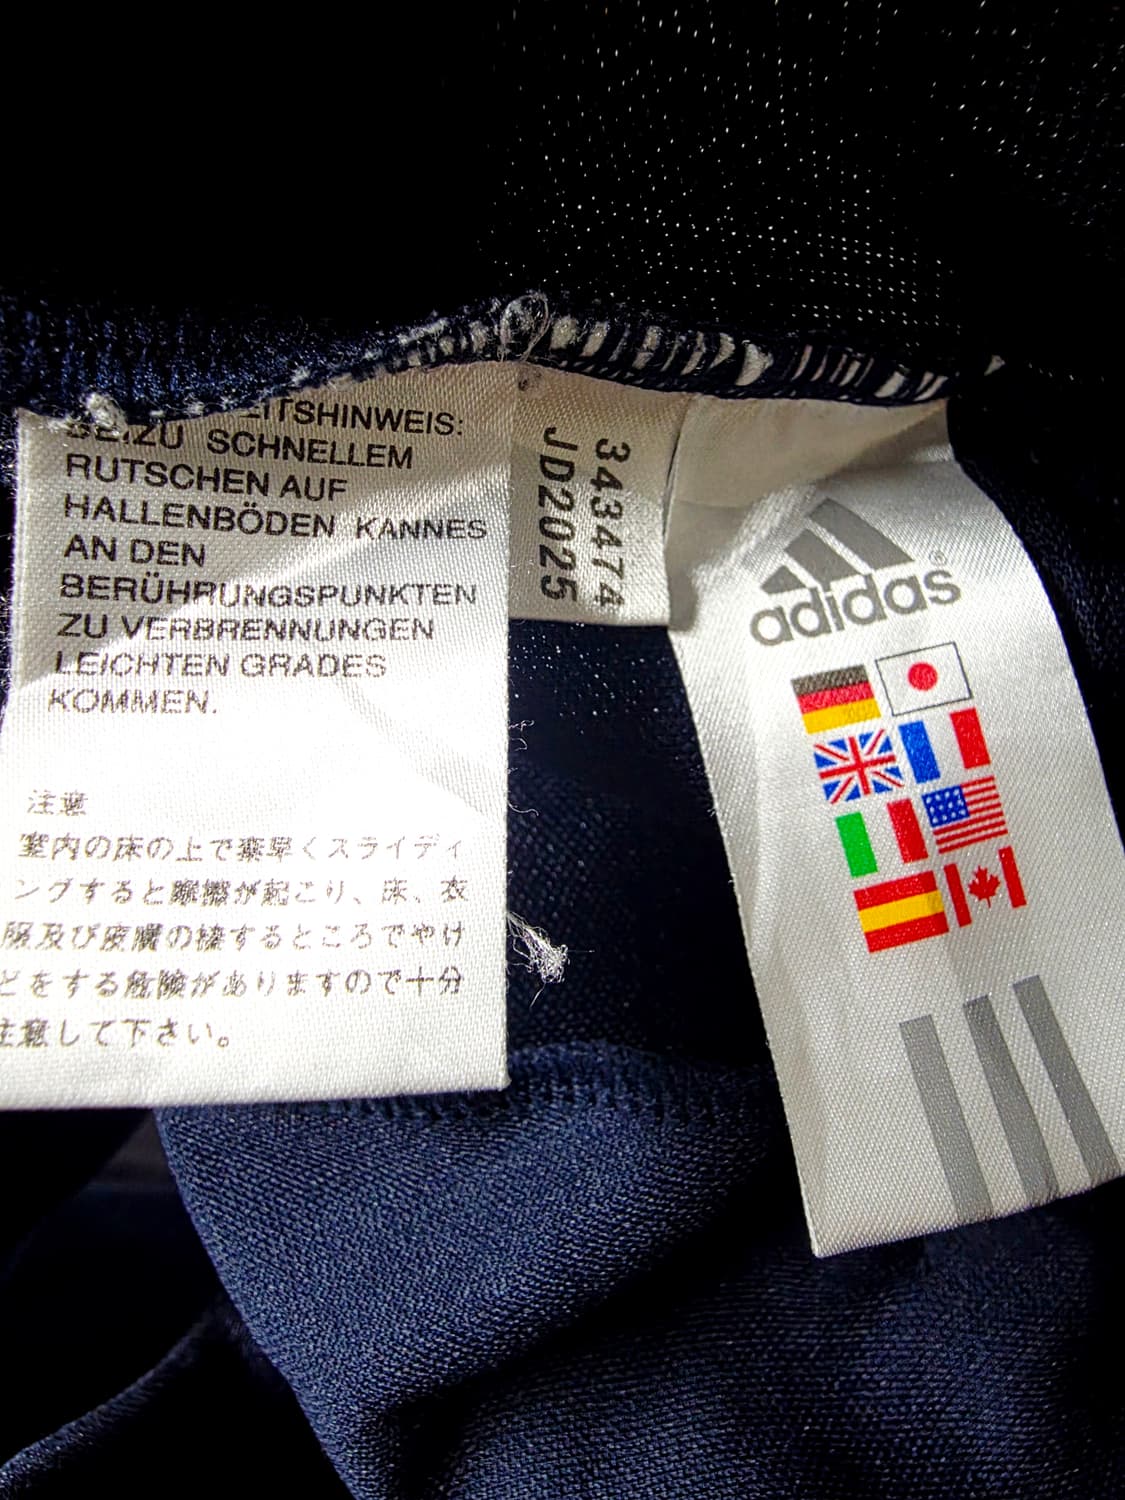 EITSHINWEIS:
BEIZU SCHNELLEM
RUTSCHEN AUF
HALLENBÖDEN KANNES
AN DEN
BERÜHRUNGSPUNKTEN
ZU VERBRENNUNGEN
LEICHTEN GRADES
KOMMEN.
注意
室内の床の上で素早くスライディ
ングすると摩擦が起こり、床、衣
服及び皮膚の接するところでやけ
どをする危険がありますので十分
注意して下さい。
343474
JD2025
adidas®